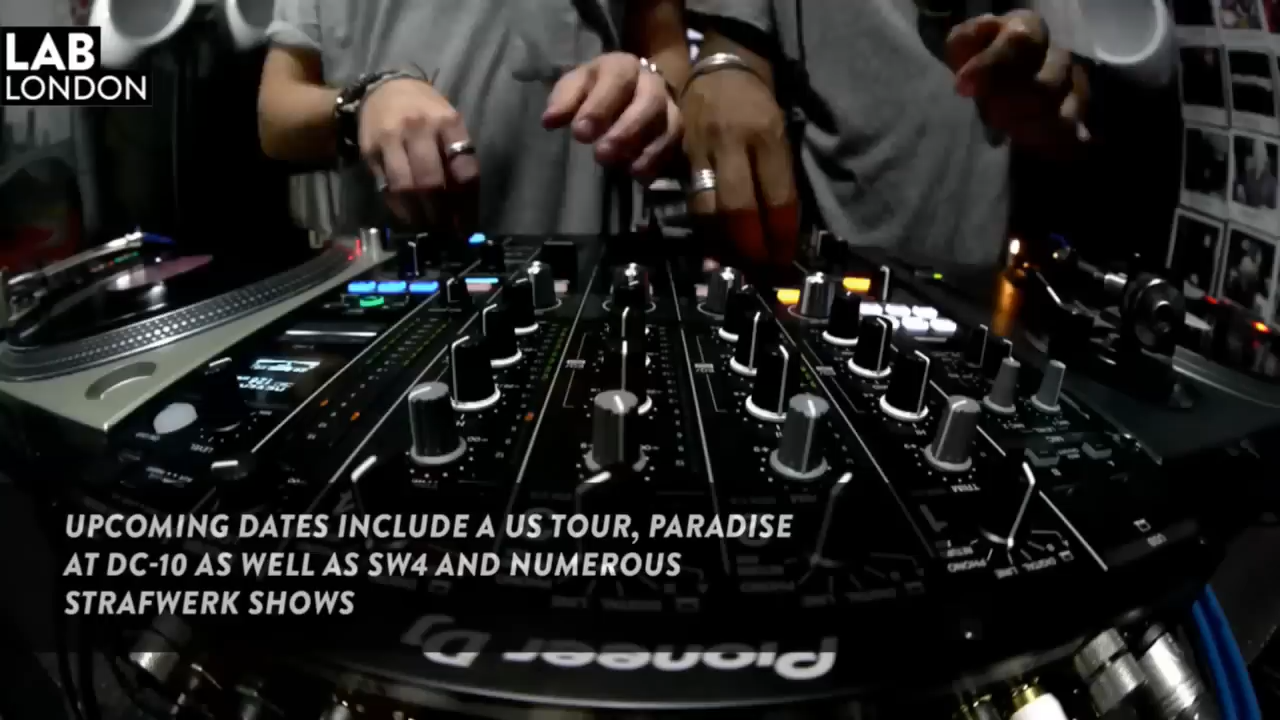 LAB
LONDON
UPCOMING DATES INCLUDE A US TOUR, PARADISE
AT DC-10 AS WELL AS SW4 AND NUMEROUS
STRAFWERK SHOWS
Pioneer Dj